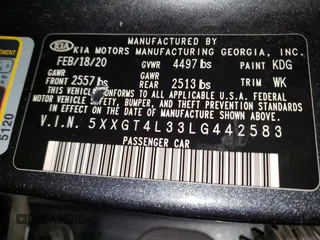 KIA KIA MOTORS MANUFACTURING GEORGIA, INC.
FEB/18/20 GVWR 4497 lbs PAINT KDG
GAWR FRONT 2557 lbs GAWR REAR 2513 lbs TRIM WK
THIS VEHICLE CONFORMS TO ALL APPLICABLE U.S.A. FEDERAL
MOTOR VEHICLE SAFETY, BUMPER, AND THEFT PREVENTION
STANDARDS IN EFFECT ON THE DATE OF MANUFACTURE SHOWN ABOVE.
V.I.N. 5XXGT4L33LG442583
PASSENGER CAR
5120